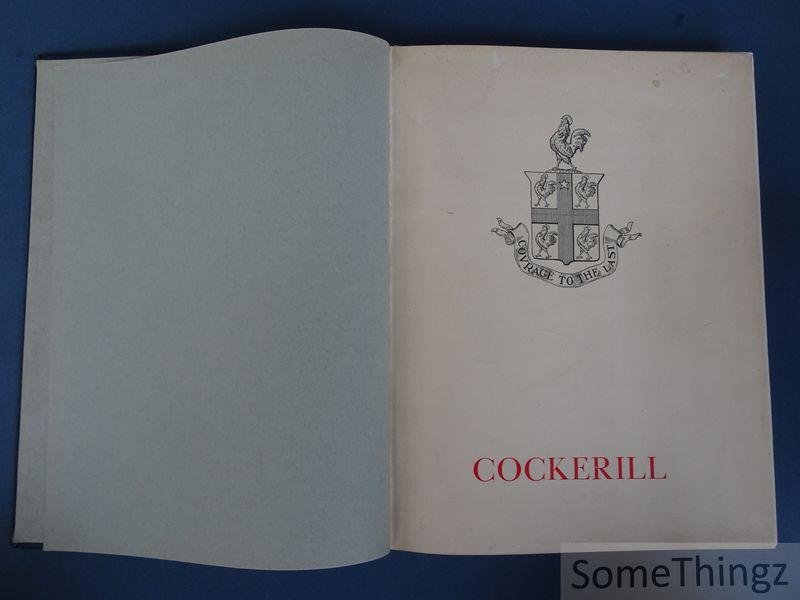 COVRAGE TO THE LAST
COCKERILL
SomeThingz